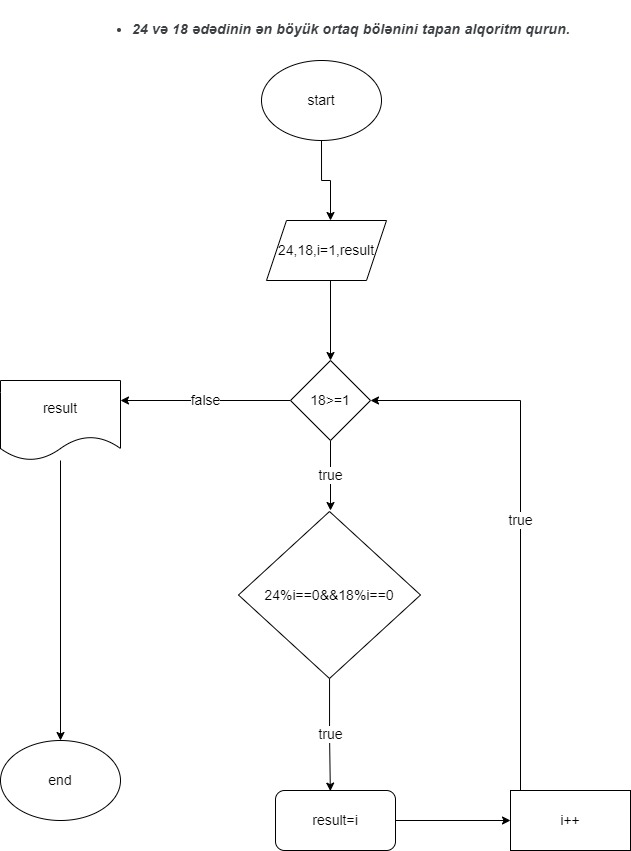 24 və 18 ədədinin ən böyük ortaq bölənini tapan alqoritm qurun.
start
24,18,i=1,result
18>=1
false
result
true
true
24%i==0&&18%i==0
true
end
result=i
i++